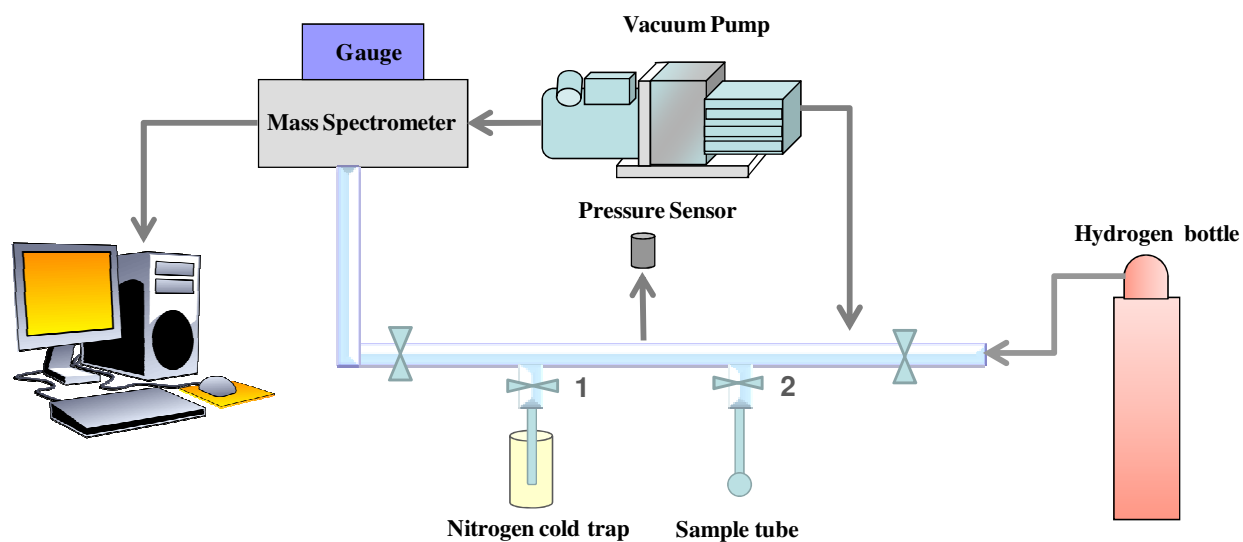 Vacuum Pump
Gauge
Mass Spectrometer
Pressure Sensor
Hydrogen bottle
1
2
Nitrogen cold trap
Sample tube